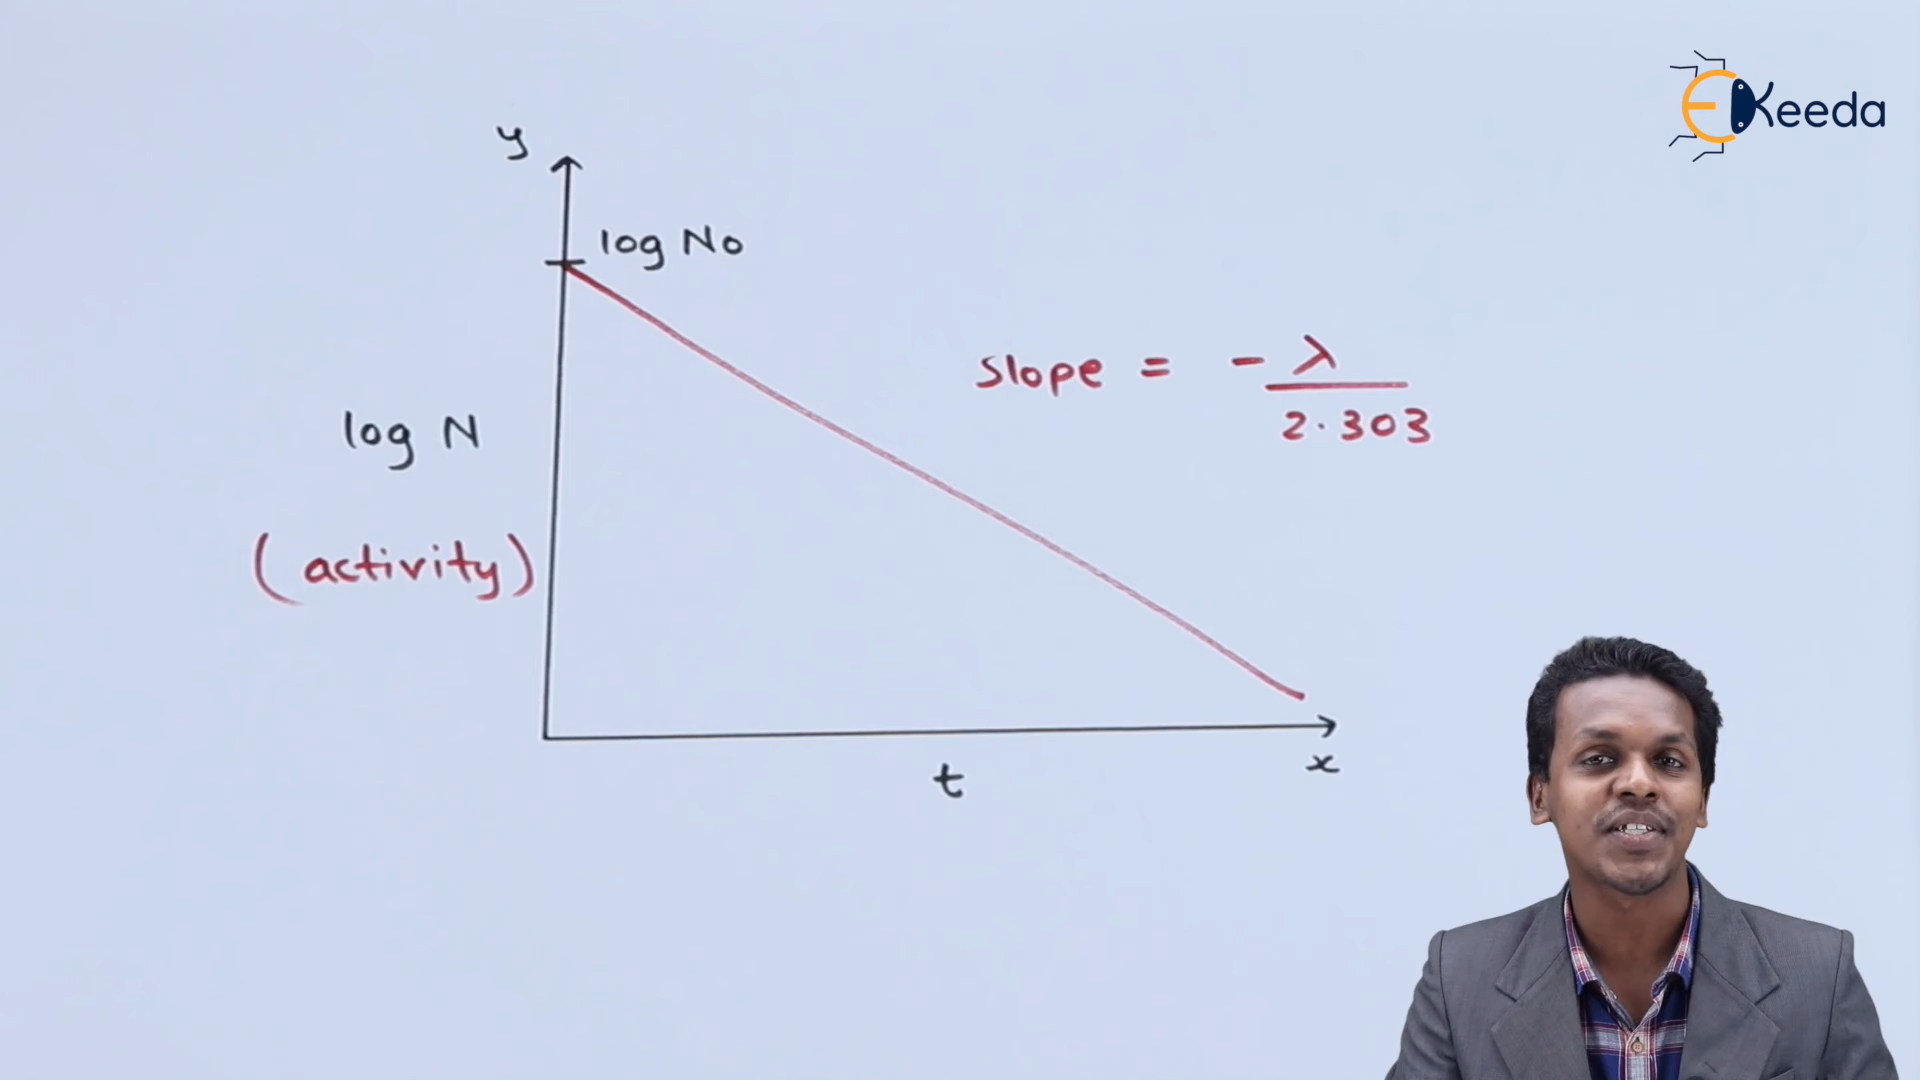 EKeeda
y
log No
slope = - λ
2.303
log N
(activity)
t
x